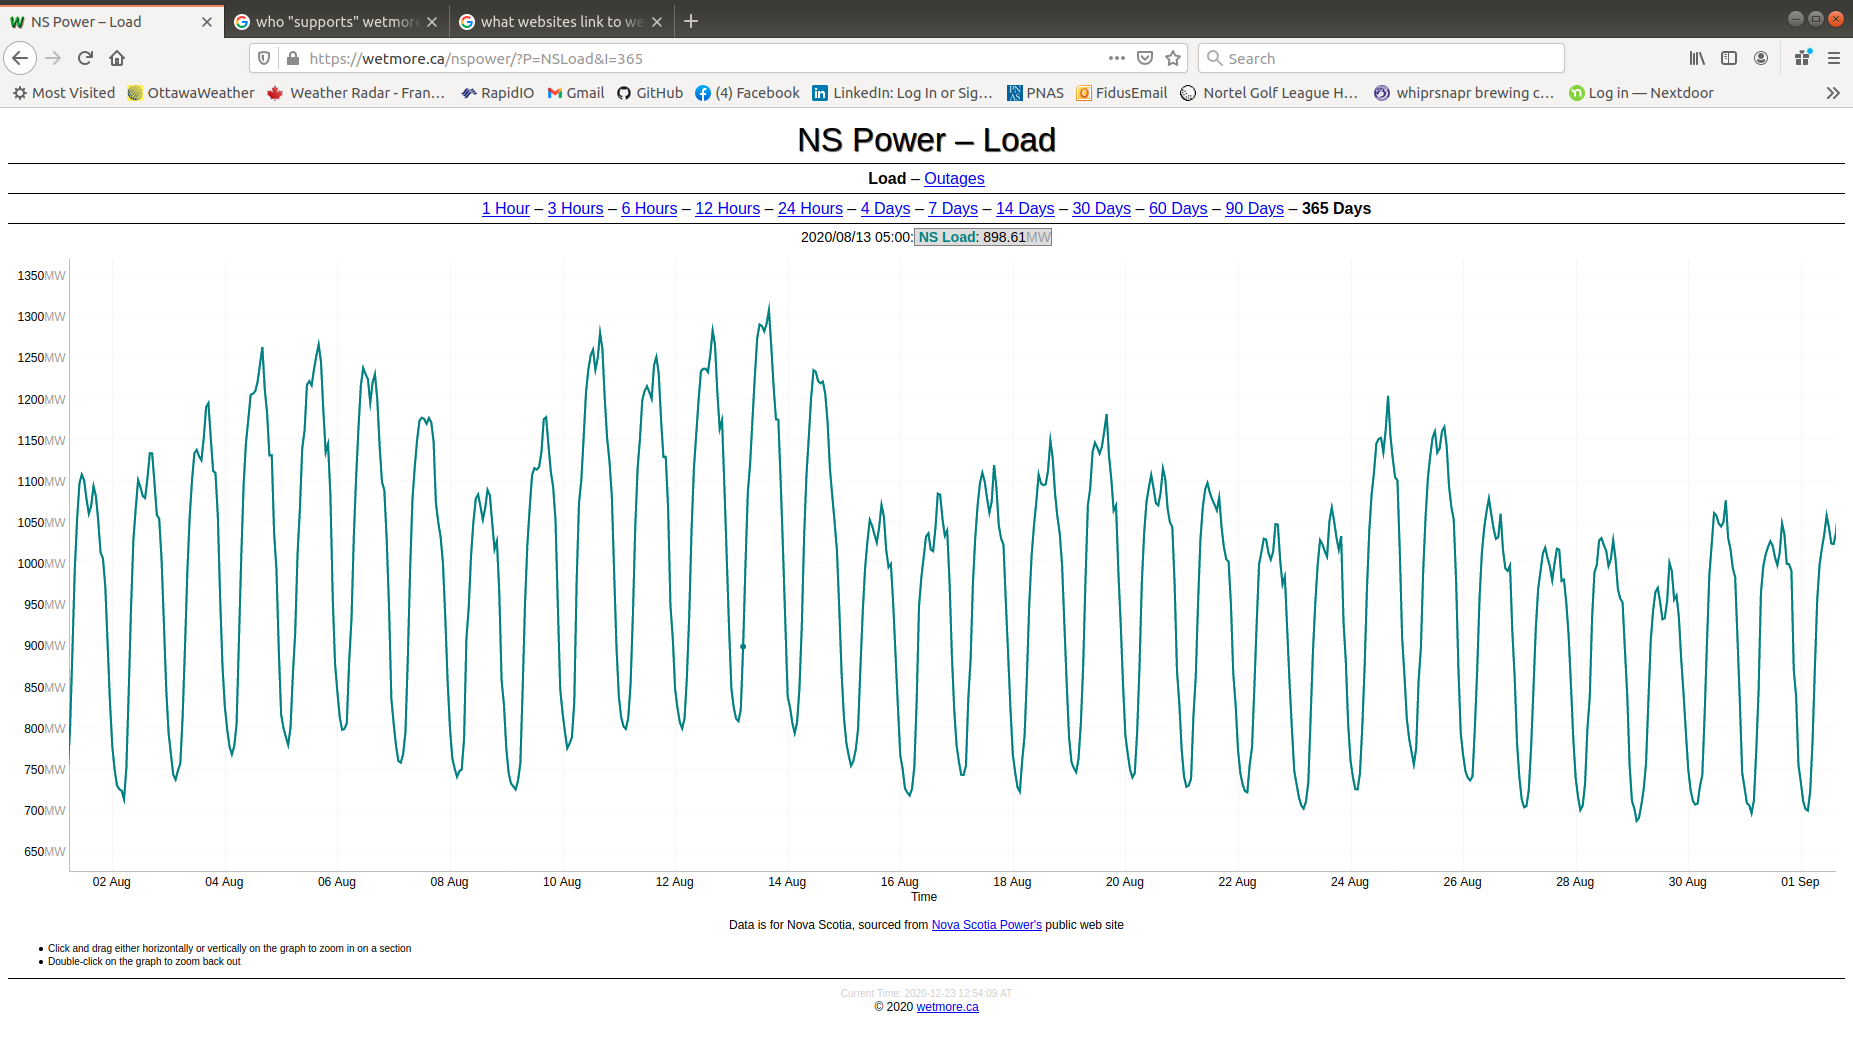 NS Power – Load
who "supports" wetmore
what websites link to we
https://wetmore.ca/nspower/?P=NSLoad&I=365
Search
Most Visited OttawaWeather Weather Radar - Fran... RapidIO Gmail GitHub (4) Facebook LinkedIn: Log In or Sig... PNAS FidusEmail Nortel Golf League H... whiprsnapr brewing c... Log in — Nextdoor
NS Power – Load
Load – Outages
1 Hour – 3 Hours – 6 Hours – 12 Hours – 24 Hours – 4 Days – 7 Days – 14 Days – 30 Days – 60 Days – 90 Days – 365 Days
2020/08/13 05:00: NS Load: 898.61MW
1350MW
1300MW
1250MW
1200MW
1150MW
1100MW
1050MW
1000MW
950MW
900MW
850MW
800MW
750MW
700MW
650MW
02 Aug 04 Aug 06 Aug 08 Aug 10 Aug 12 Aug 14 Aug 16 Aug 18 Aug 20 Aug 22 Aug 24 Aug 26 Aug 28 Aug 30 Aug 01 Sep
Time
Data is for Nova Scotia, sourced from Nova Scotia Power's public web site
• Click and drag either horizontally or vertically on the graph to zoom in on a section
• Double-click on the graph to zoom back out
Current Time: 2020-12-23 12:54:09 AT
© 2020 wetmore.ca